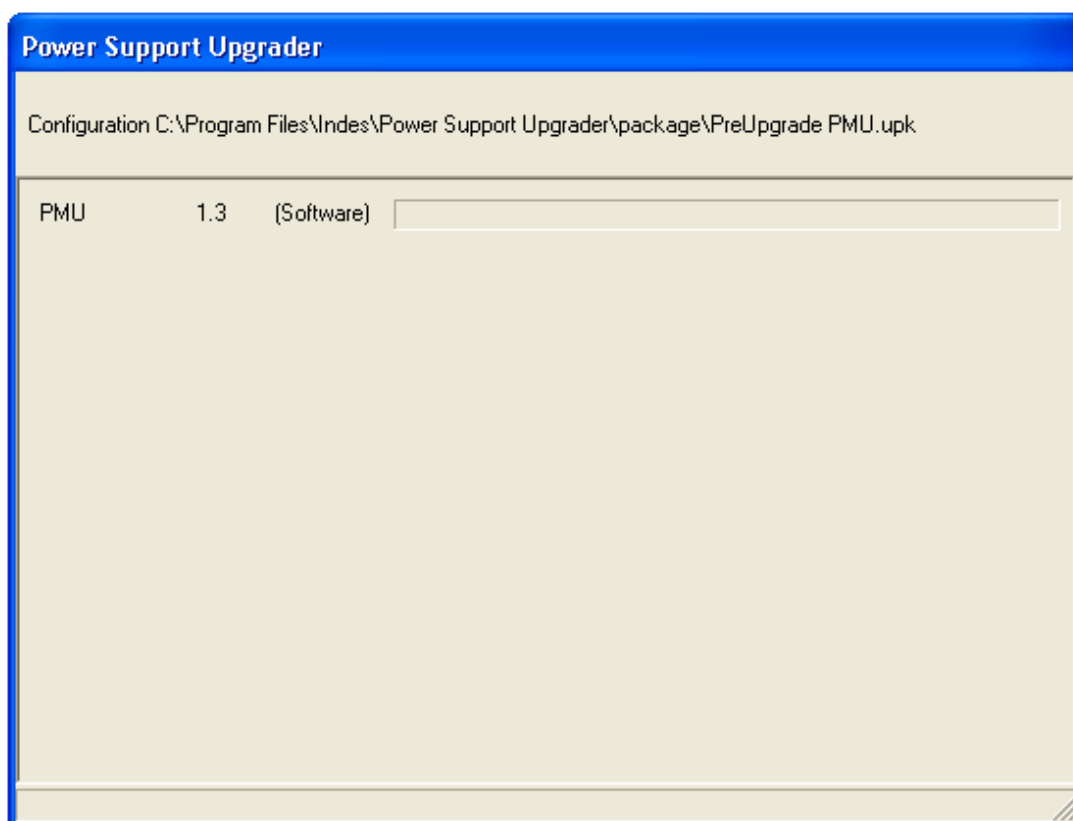 Power Support Upgrader
Configuration C:\Program Files\Indes\Power Support Upgrader\package\PreUpgrade PMU.upk
PMU 1.3 (Software)